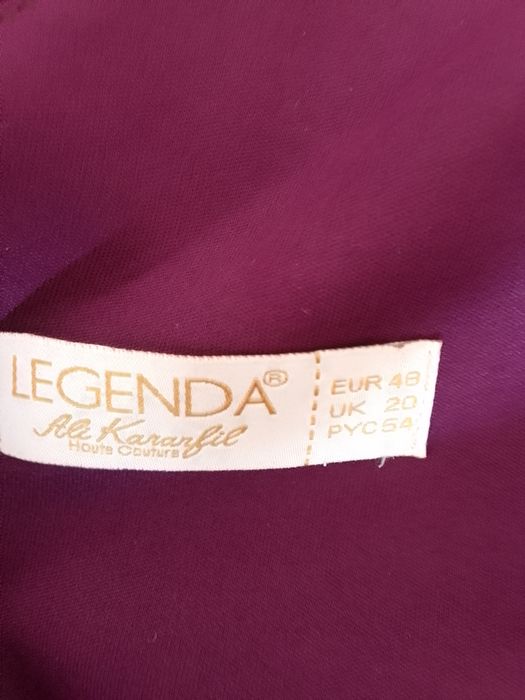 LEGENDA®
Ali Karanfil
Haute Couture
EUR 48
UK 20
PYC 54